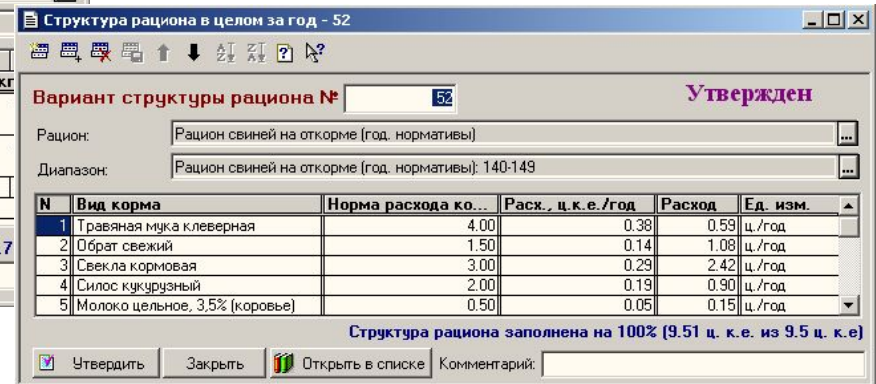 Структура рациона в целом за год - 52
кг
Вариант структуры рациона № 52 Утвержден
Рацион: Рацион свиней на откорме (год. нормативы) ...
Диапазон: Рацион свиней на откорме (год. нормативы): 140-149 ...
N Вид корма Норма расхода ко... Расх., ц.к.е./год Расход Ед. изм.
1 Травяная мука клеверная 4.00 0.38 0.59 ц./год
2 Обрат свежий 1.50 0.14 1.08 ц./год
3 Свекла кормовая 3.00 0.29 2.42 ц./год
4 Силос кукурузный 2.00 0.19 0.90 ц./год
5 Молоко цельное, 3,5% (коровье) 0.50 0.05 0.15 ц./год
.7
Структура рациона заполнена на 100% (9.51 ц. к.е. из 9.5 ц. к.е)
Утвердить Закрыть Открыть в списке Комментарий: